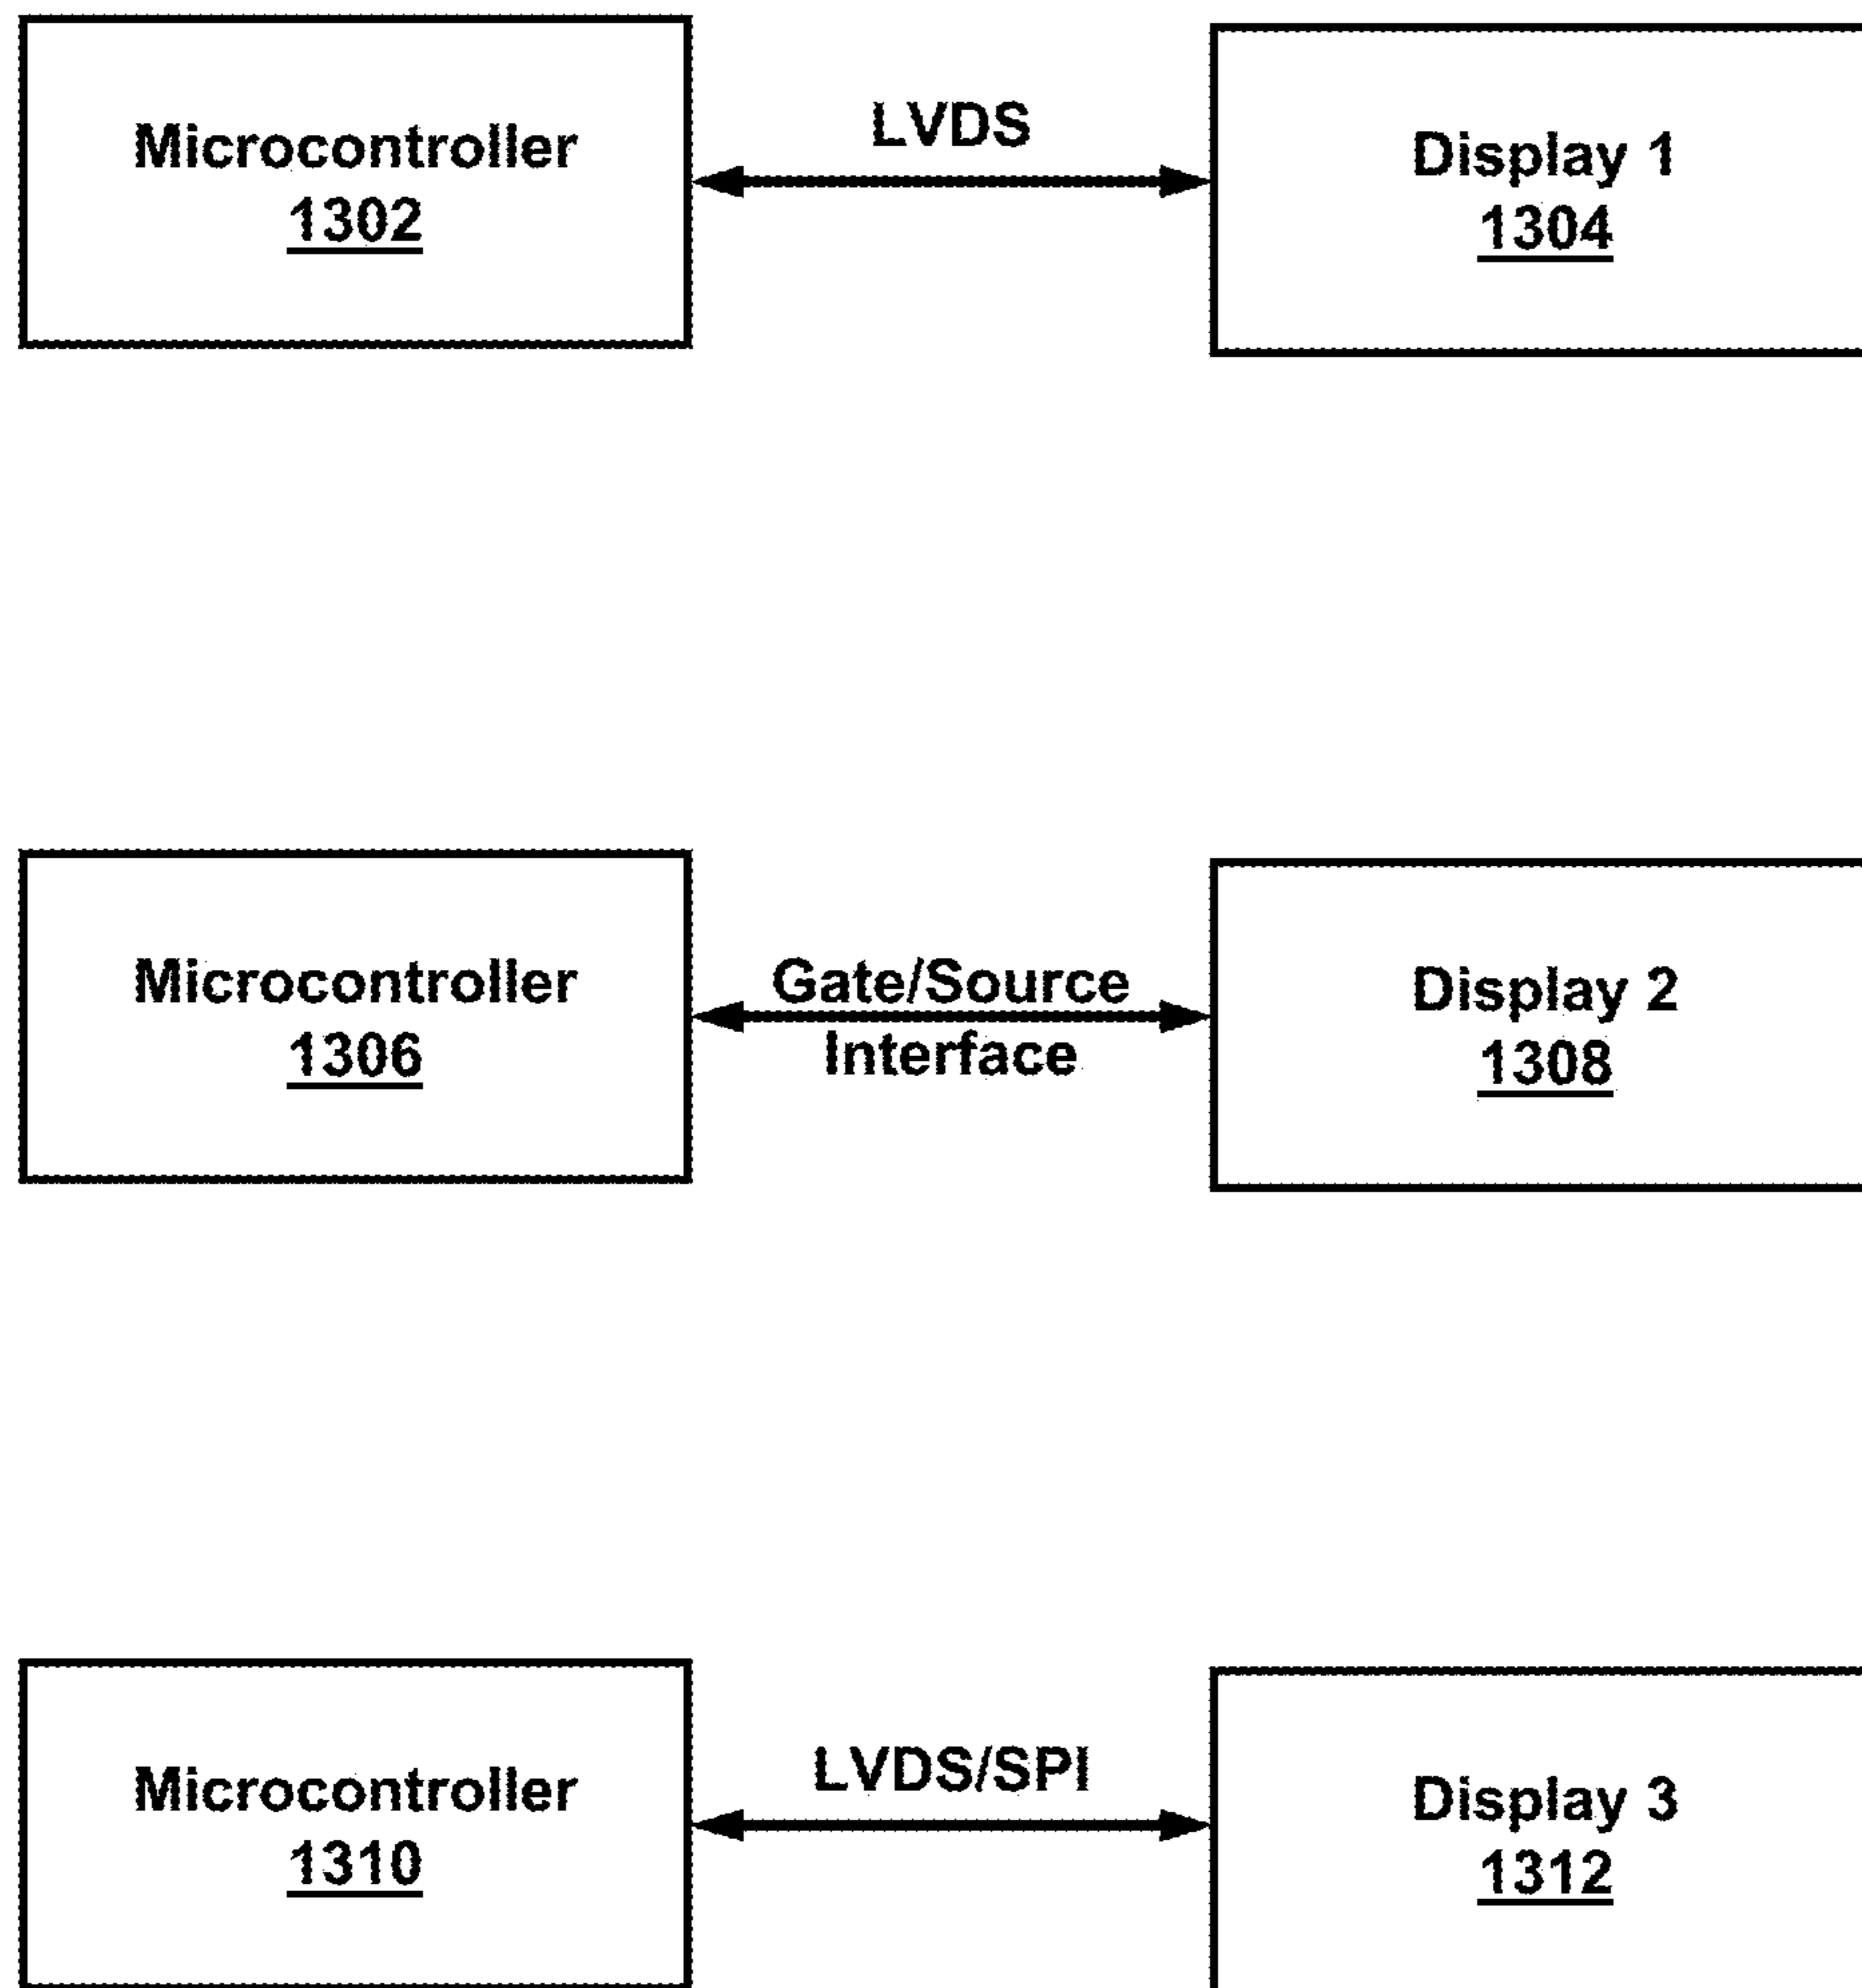 Microcontroller
1302
LVDS
Display 1
1304
Microcontroller
1306
Gate/Source
Interface
Display 2
1308
Microcontroller
1310
LVDS/SPI
Display 3
1312